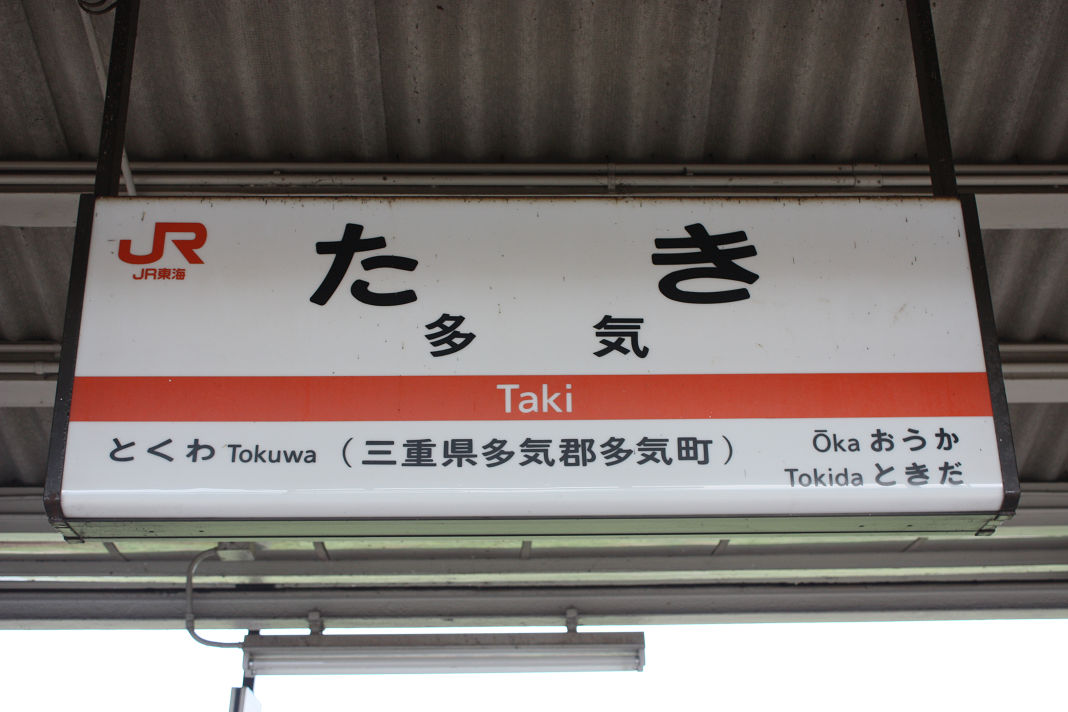 JR
JR東海
たき
多気
Taki
とくわ Tokuwa （三重県多気郡多気町） Ōka おうか
Tokida ときだ